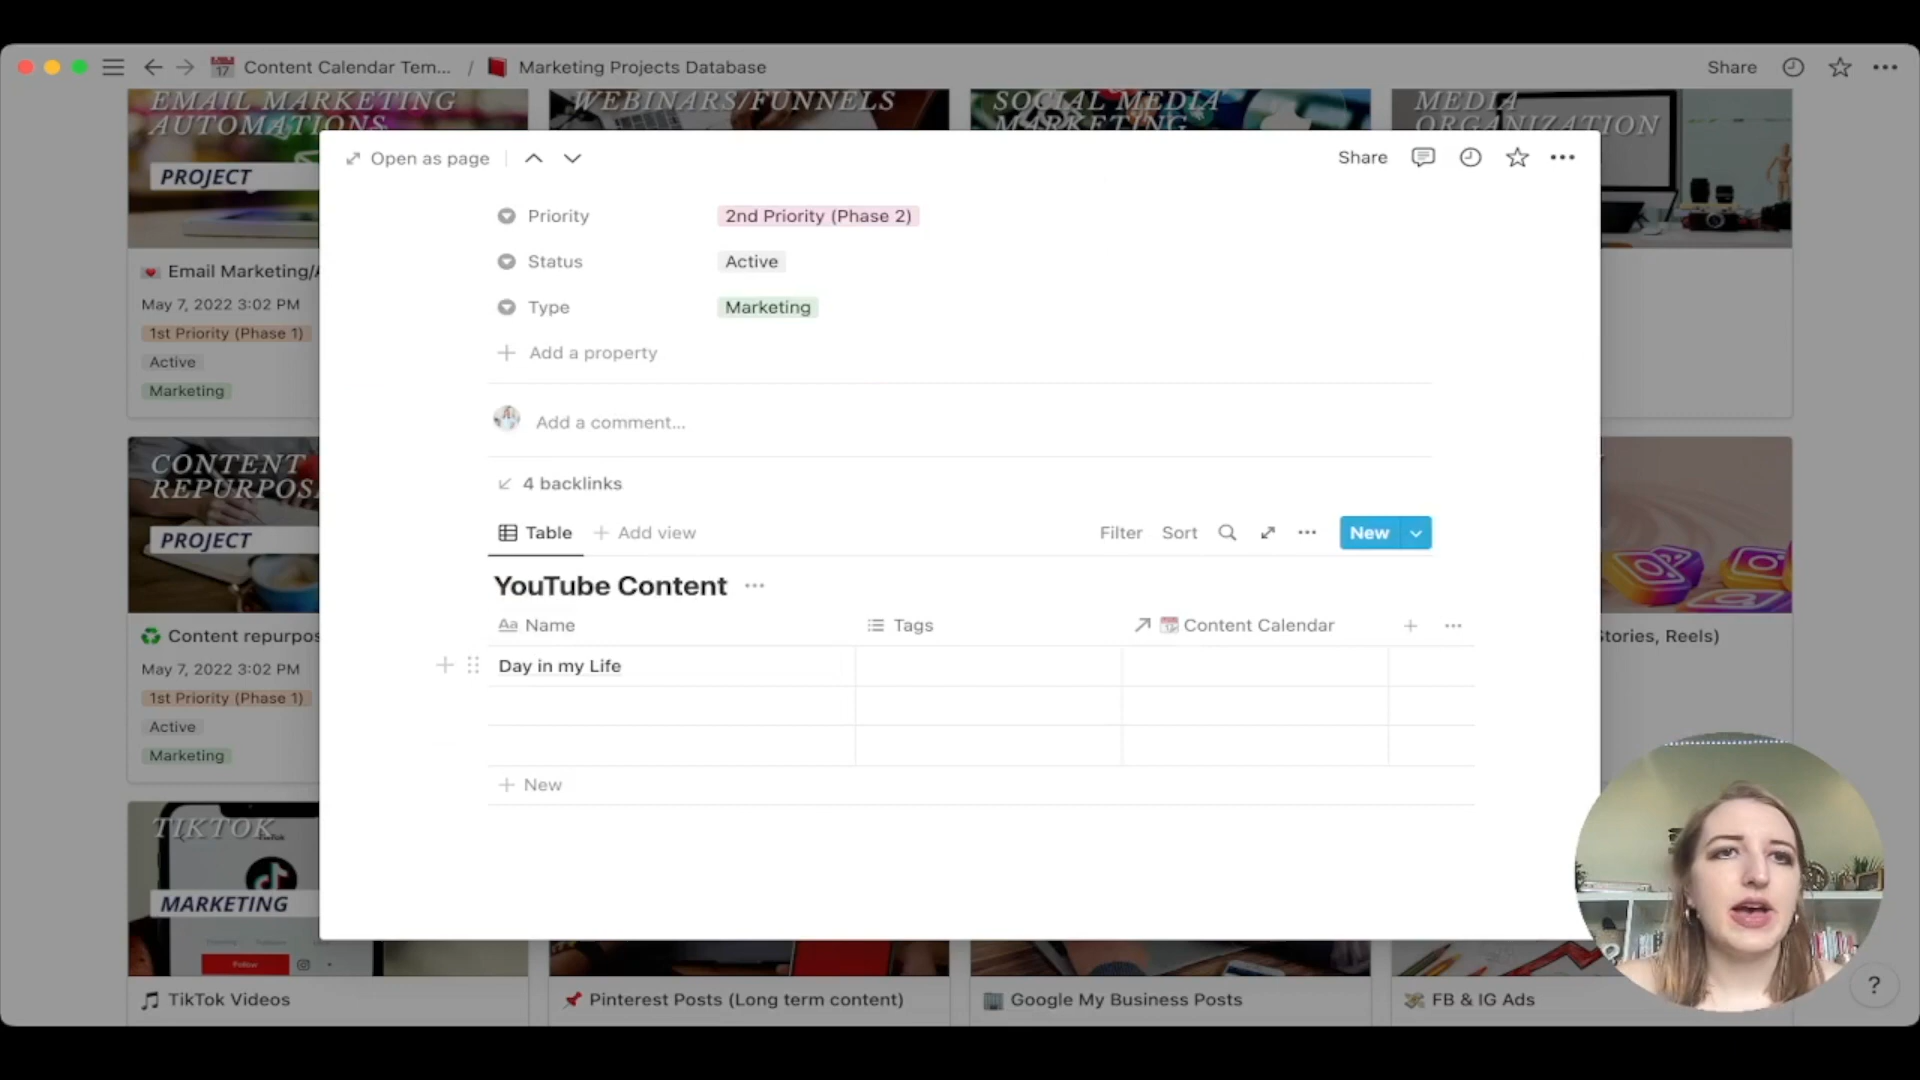 Content Calendar Tem... / Marketing Projects Database
Share
EMAIL MARKETING
AUTOMATIONS
PROJECT
WEBINARS/FUNNELS
SOCIAL MEDIA
MARKETING
MEDIA
ORGANIZATION
Open as page
Share
Priority 2nd Priority (Phase 2)
Status Active
Type Marketing
Add a property
Add a comment...
4 backlinks
Table Add view Filter Sort New
YouTube Content
Aa Name Tags Content Calendar
Day in my Life
New
Email Marketing/
May 7, 2022 3:02 PM
1st Priority (Phase 1)
Active
Marketing
CONTENT
REPURPOS
PROJECT
Content repurpos
May 7, 2022 3:02 PM
1st Priority (Phase 1)
Active
Marketing
Stories, Reels)
TIKTOK
MARKETING
Follow
TikTok Videos
Pinterest Posts (Long term content)
Google My Business Posts
FB & IG Ads
?